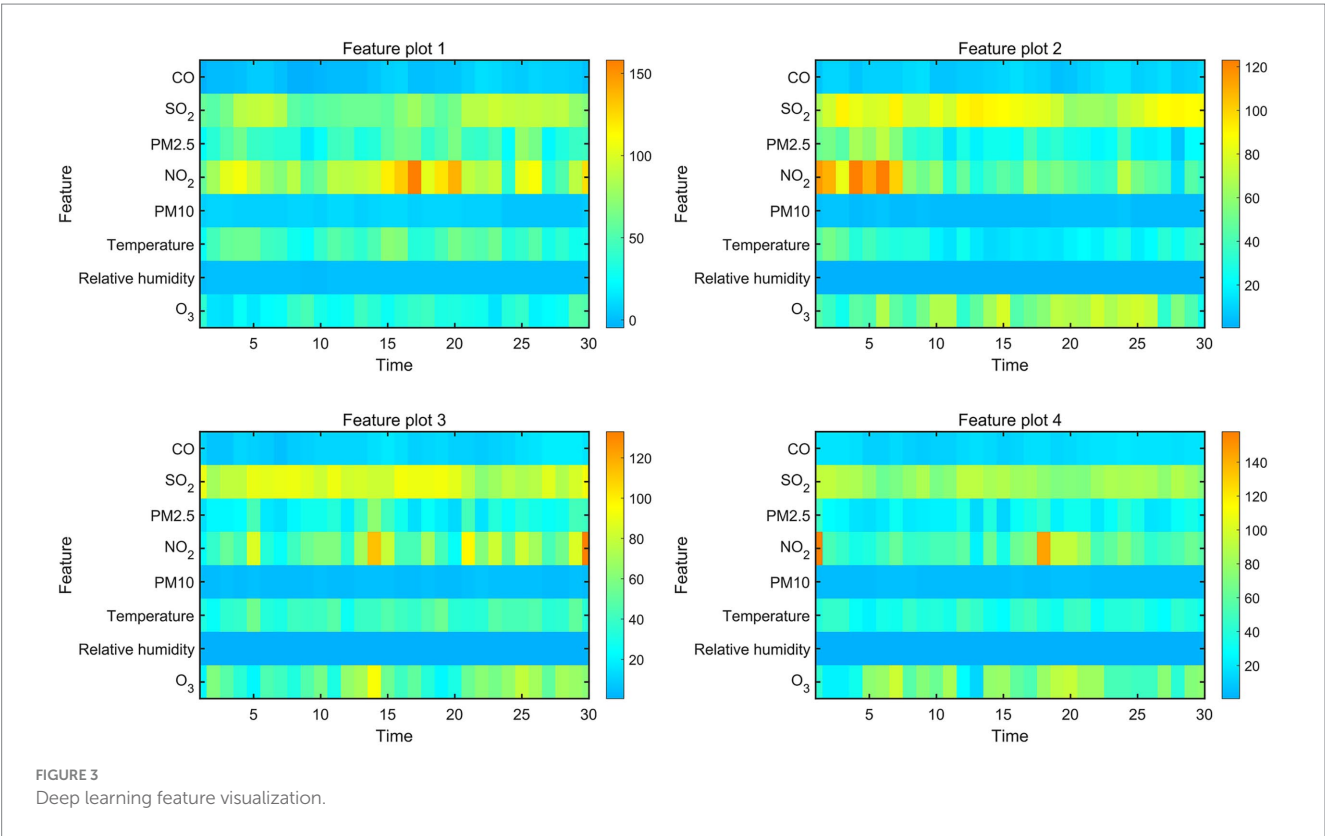 Feature plot 1
Feature
CO
SO2
PM2.5
NO2
PM10
Temperature
Relative humidity
O3
5 10 15 20 25 30
Time
150
100
50
0
Feature plot 2
Feature
CO
SO2
PM2.5
NO2
PM10
Temperature
Relative humidity
O3
5 10 15 20 25 30
Time
120
100
80
60
40
20
Feature plot 3
Feature
CO
SO2
PM2.5
NO2
PM10
Temperature
Relative humidity
O3
5 10 15 20 25 30
Time
120
100
80
60
40
20
Feature plot 4
Feature
CO
SO2
PM2.5
NO2
PM10
Temperature
Relative humidity
O3
5 10 15 20 25 30
Time
140
120
100
80
60
40
20
FIGURE 3
Deep learning feature visualization.